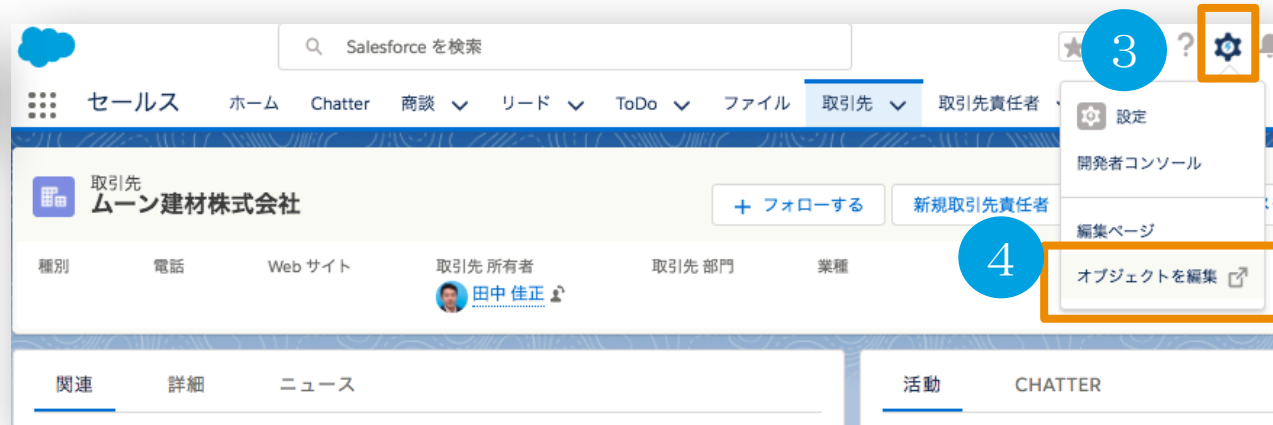 Salesforce を検索
3
?
セールス ホーム Chatter 商談 リード ToDo ファイル 取引先 取引先責任者
設定
開発者コンソール
編集ページ
オブジェクトを編集
4
取引先
ムーン建材株式会社
+ フォローする 新規取引先責任者
種別 電話 Web サイト 取引先 所有者 取引先 部門 業種
田中 佳正
関連 詳細 ニュース
活動 CHATTER